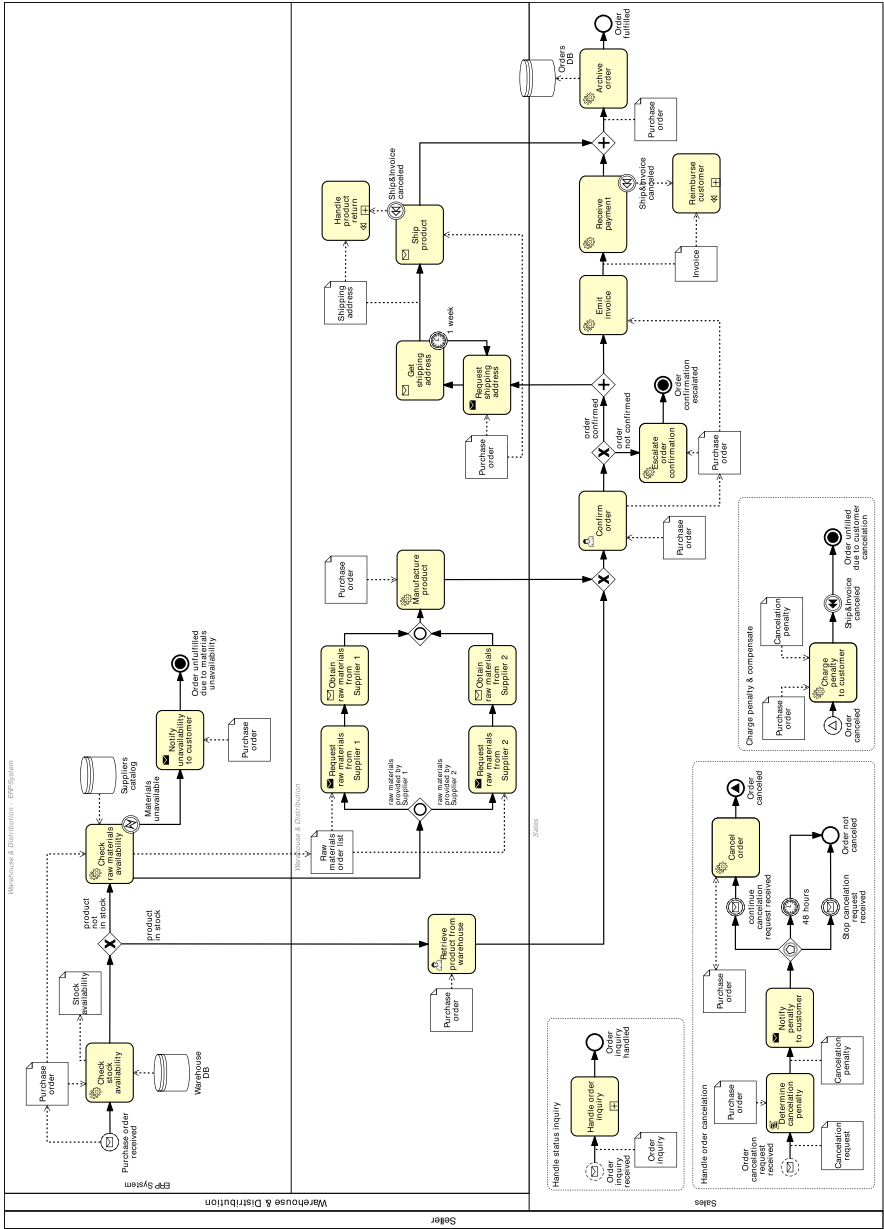 Seller
Warehouse & Distribution
ERP System
Warehouse & Distribution - ERPSystem
Purchase order
received
Purchase
order
Check
stock
availability
Warehouse
DB
Stock
availability
product
not
in stock
product
in stock
Check
raw materials
availability
Suppliers
catalog
Materials
unavailable
Notify
unavailability
to customer
Purchase
order
Order unfulfilled
due to materials
unavailability
Warehouse & Distribution
Purchase
order
Retrieve
product from
warehouse
Raw
materials
order list
raw materials
provided by
Supplier 1
raw materials
provided by
Supplier 2
Request
raw materials
from
Supplier 1
Request
raw materials
from
Supplier 2
Obtain
raw materials
from
Supplier 1
Obtain
raw materials
from
Supplier 2
Purchase
order
Manufacture
product
Purchase
order
Request
shipping
address
Get
shipping
address
1 week
Shipping
address
Ship
product
Ship&Invoice
canceled
Handle
product
return
Sales
Sales
Purchase
order
Confirm
order
order
confirmed
order
not confirmed
Escalate
order
confirmation
Order
confirmation
escalated
Purchase
order
Emit
invoice
Invoice
Receive
payment
Ship&Invoice
canceled
Reimburse
customer
Purchase
order
Archive
order
Orders
DB
Order
fulfilled
Handle status inquiry
Order
inquiry
received
Order
inquiry
Handle order
inquiry
Order
inquiry
handled
Handle order cancelation
Order
cancelation
request
received
Cancelation
request
Purchase
order
Determine
cancelation
penalty
Cancelation
penalty
Notify
penalty
to customer
Purchase
order
continue
cancelation
request received
48 hours
Stop cancelation
request
received
Cancel
order
Order
canceled
Order not
canceled
Charge penalty & compensate
Order
canceled
Purchase
order
Cancelation
penalty
Charge
penalty
to customer
Ship&Invoice
canceled
Order unfilled
due to customer
cancelation